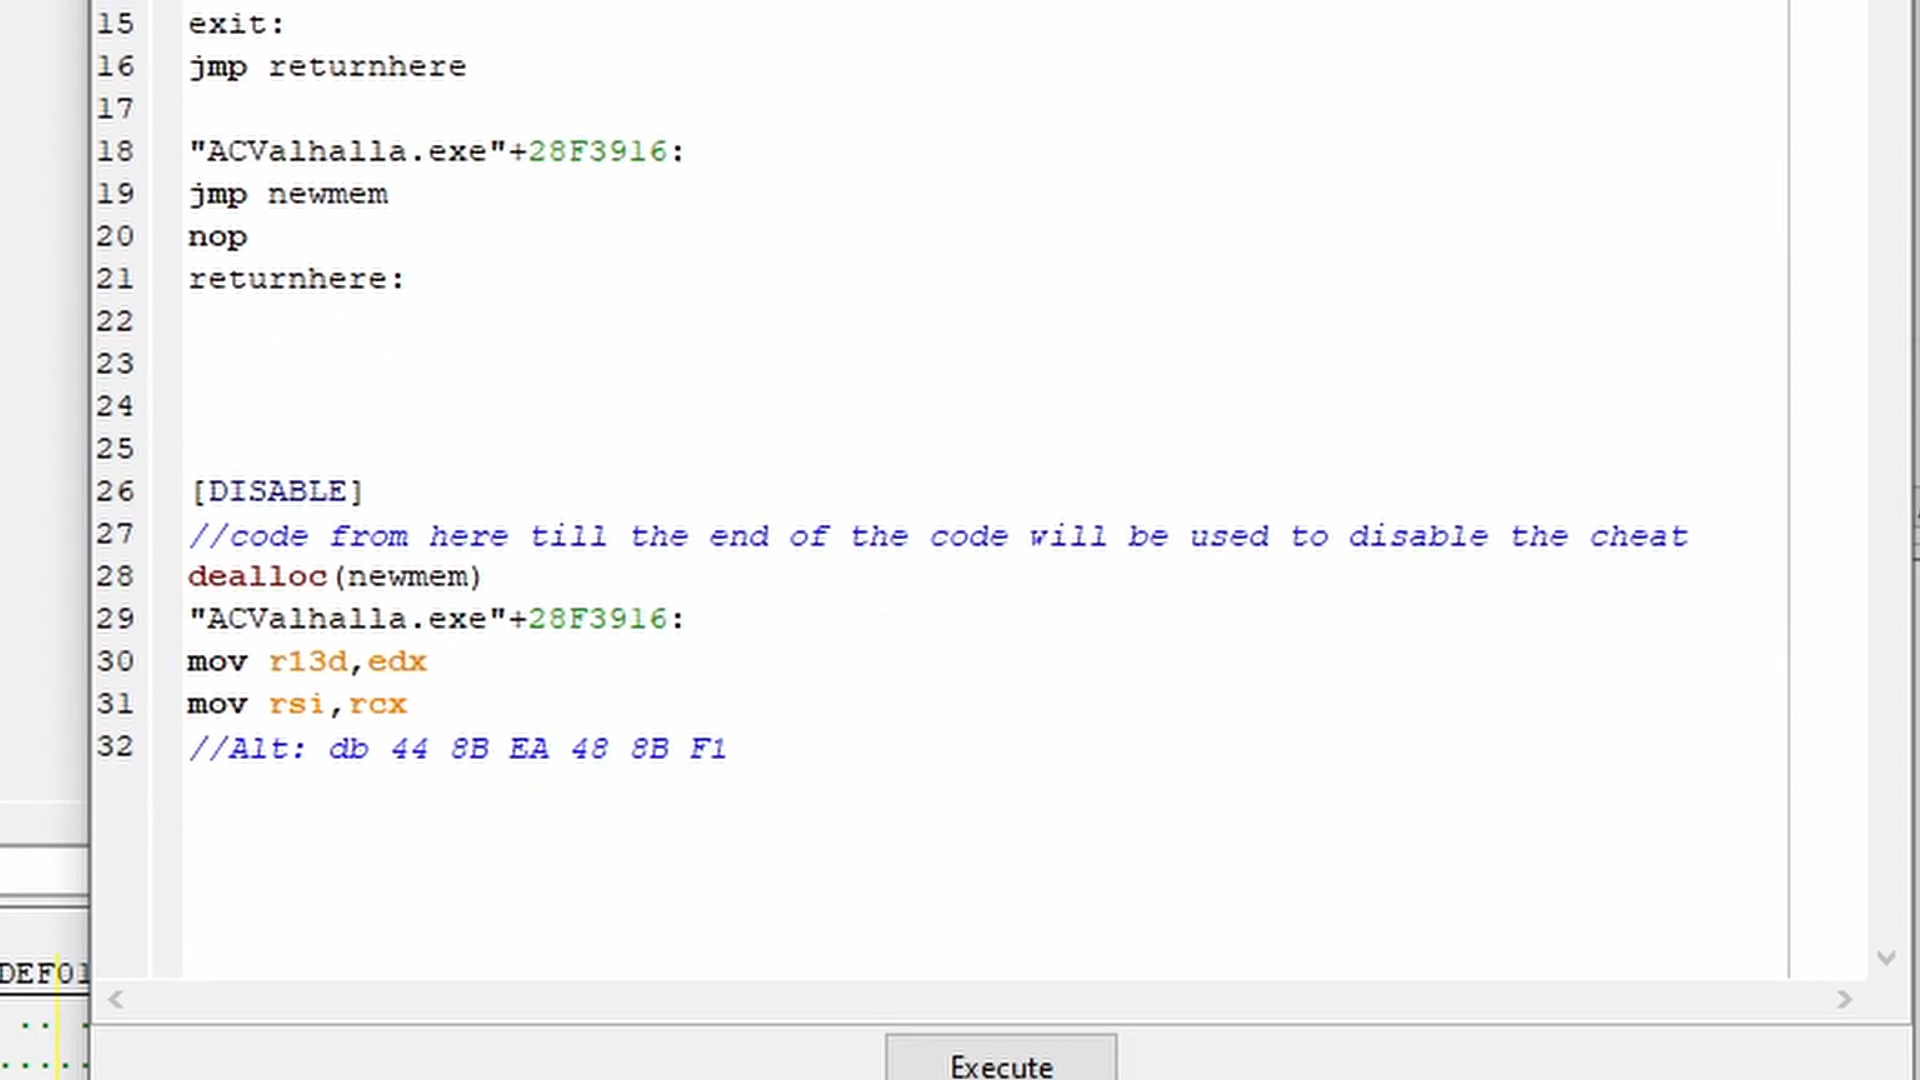 15 exit:
16 jmp returnhere
17
18 "ACValhalla.exe"+28F3916:
19 jmp newmem
20 nop
21 returnhere:
22
23
24
25
26 [DISABLE]
27 //code from here till the end of the code will be used to disable the cheat
28 dealloc(newmem)
29 "ACValhalla.exe"+28F3916:
30 mov r13d,edx
31 mov rsi,rcx
32 //Alt: db 44 8B EA 48 8B F1
DEF01
Execute